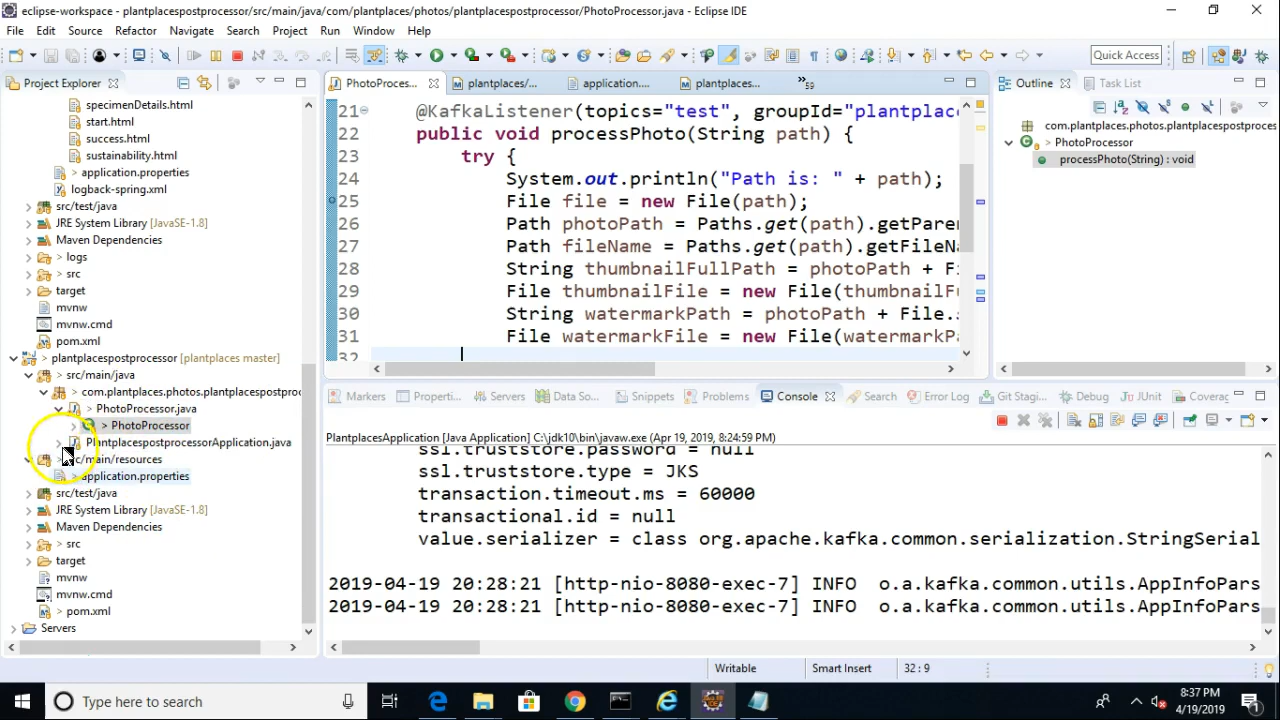 eclipse-workspace - plantplacespostprocessor/src/main/java/com/plantplaces/photos/plantplacespostprocessor/PhotoProcessor.java - Eclipse IDE
File Edit Source Refactor Navigate Search Project Run Window Help
Quick Access
Project Explorer
specimenDetails.html
start.html
success.html
sustainability.html
> application.properties
logback-spring.xml
src/test/java
JRE System Library [JavaSE-1.8]
Maven Dependencies
> logs
> src
target
mvnw
mvnw.cmd
pom.xml
> plantplacespostprocessor [plantplaces master]
> src/main/java
> com.plantplaces.photos.plantplacespostproc
> PhotoProcessor.java
> PhotoProcessor
PlantplacespostprocessorApplication.java
src/main/resources
> application.properties
src/test/java
JRE System Library [JavaSE-1.8]
Maven Dependencies
> src
target
mvnw
mvnw.cmd
> pom.xml
Servers
PhotoProces... plantplaces/... application.... plantplaces... »59
21 @KafkaListener(topics="test", groupId="plantplace
22 public void processPhoto(String path) {
23 try {
24 System.out.println("Path is: " + path);
25 File file = new File(path);
26 Path photoPath = Paths.get(path).getPare
27 Path fileName = Paths.get(path).getFileNa
28 String thumbnailFullPath = photoPath + Fi
29 File thumbnailFile = new File(thumbnailFu
30 String watermarkPath = photoPath + File.s
31 File watermarkFile = new File(watermarkPa
32
Outline Task List
com.plantplaces.photos.plantplacespostproces
> PhotoProcessor
processPhoto(String) : void
Markers Properti... Servers Data So... Snippets Problems Console Search Error Log Git Stagi... Debug JUnit Coverag
PlantplacesApplication [Java Application] C:\jdk10\bin\javaw.exe (Apr 19, 2019, 8:24:59 PM)
ssl.truststore.password = null
ssl.truststore.type = JKS
transaction.timeout.ms = 60000
transactional.id = null
value.serializer = class org.apache.kafka.common.serialization.StringSerial
2019-04-19 20:28:21 [http-nio-8080-exec-7] INFO o.a.kafka.common.utils.AppInfoPars
2019-04-19 20:28:21 [http-nio-8080-exec-7] INFO o.a.kafka.common.utils.AppInfoPars
Writable Smart Insert 32 : 9
Type here to search
8:37 PM
4/19/2019
1